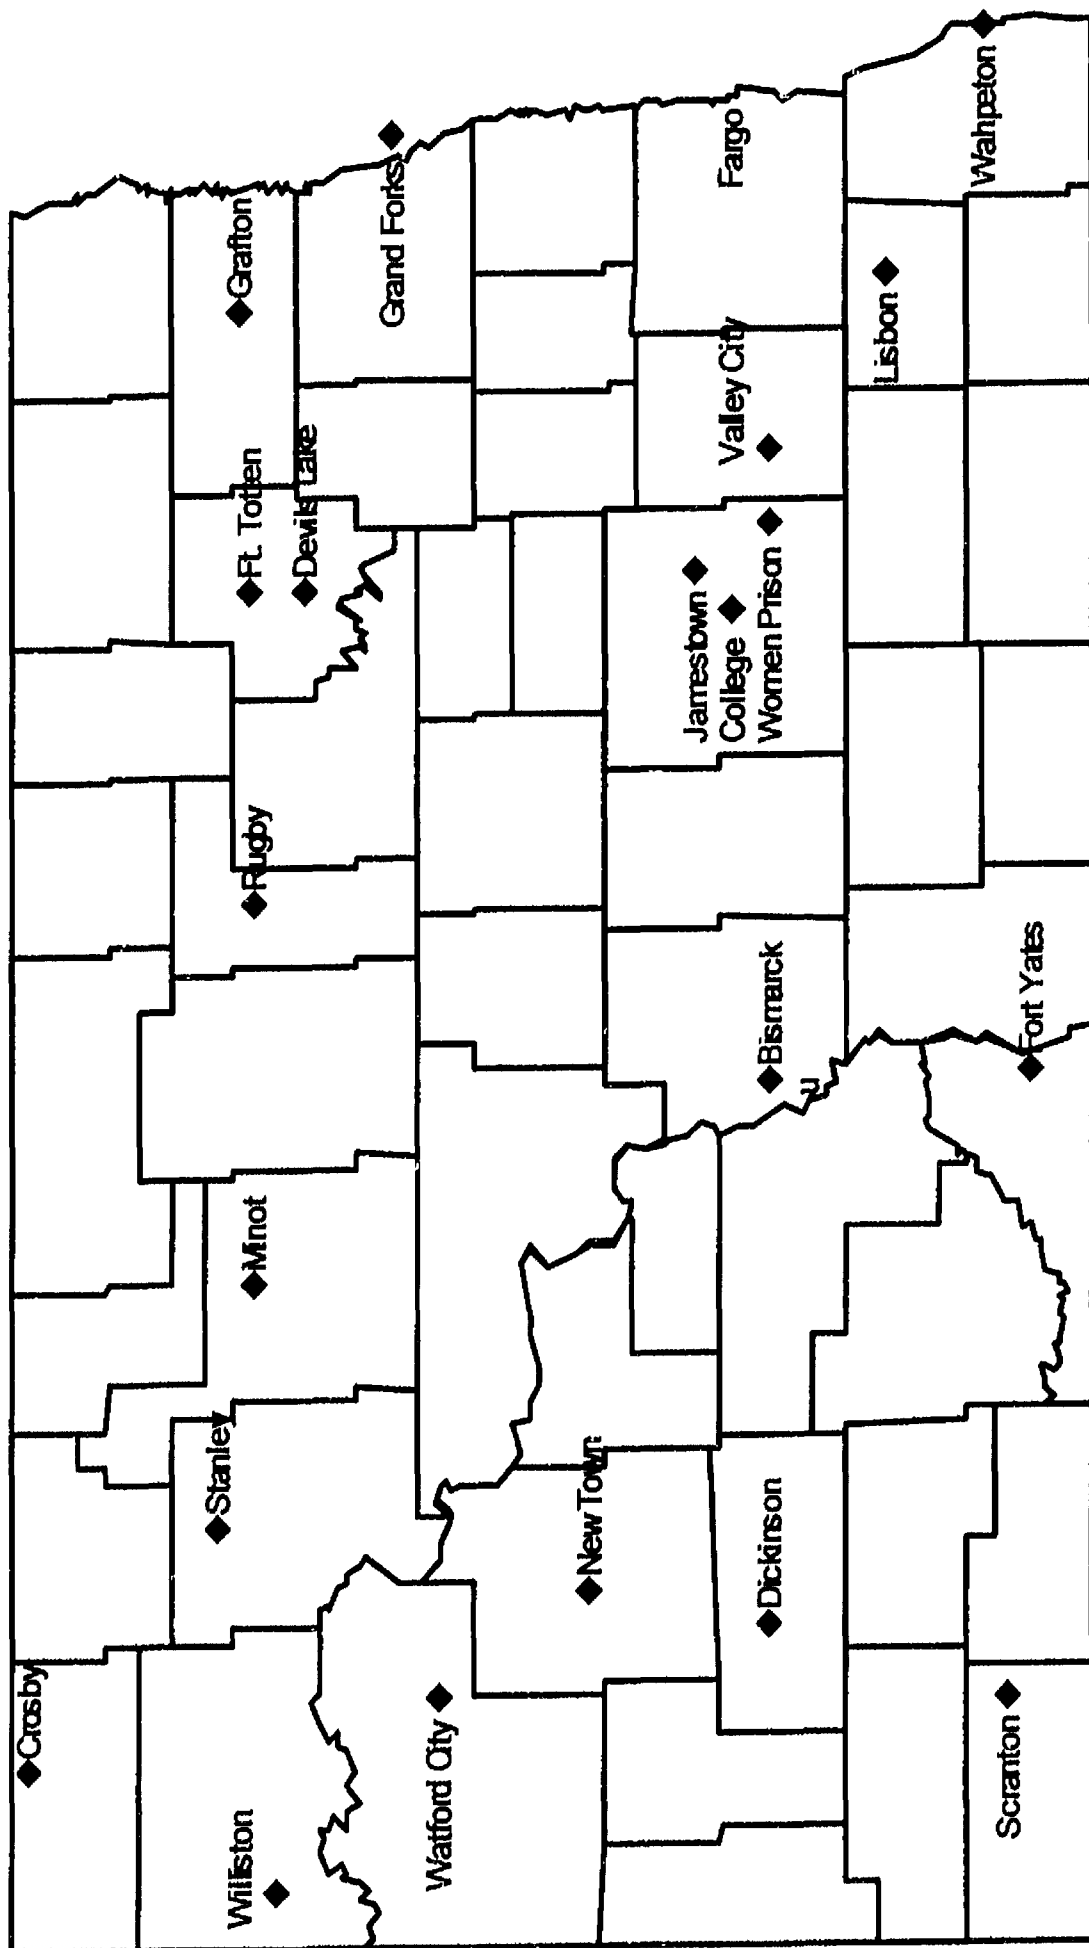 Crosby
Williston
Stanley
Minot
Rugby
Ft. Totten
Devils Lake
Grafton
Grand Forks
Watford City
New Town
Jamestown
College
Women Prison
Valley City
Fargo
Dickinson
Bismarck
u
Lisbon
Wahpeton
Scranton
Fort Yates